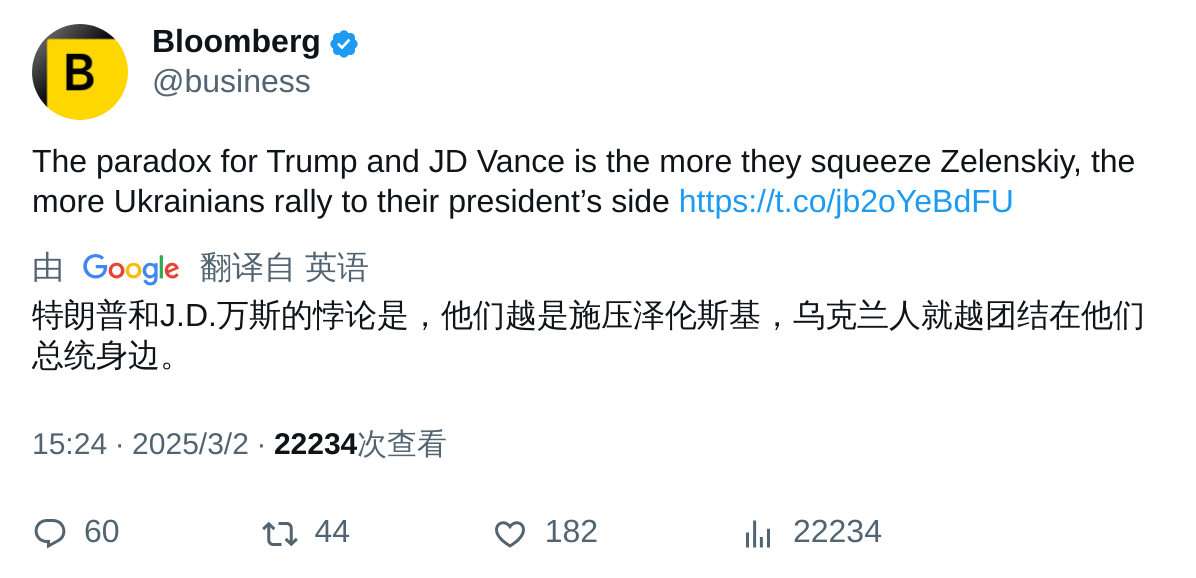 B
Bloomberg
@business
The paradox for Trump and JD Vance is the more they squeeze Zelenskiy, the
more Ukrainians rally to their president’s side https://t.co/jb2oYeBdFU
由 Google 翻译自 英语
特朗普和J.D.万斯的悖论是，他们越是施压泽伦斯基，乌克兰人就越团结在他们
总统身边。
15:24 · 2025/3/2 · 22234次查看
60 44 182 22234